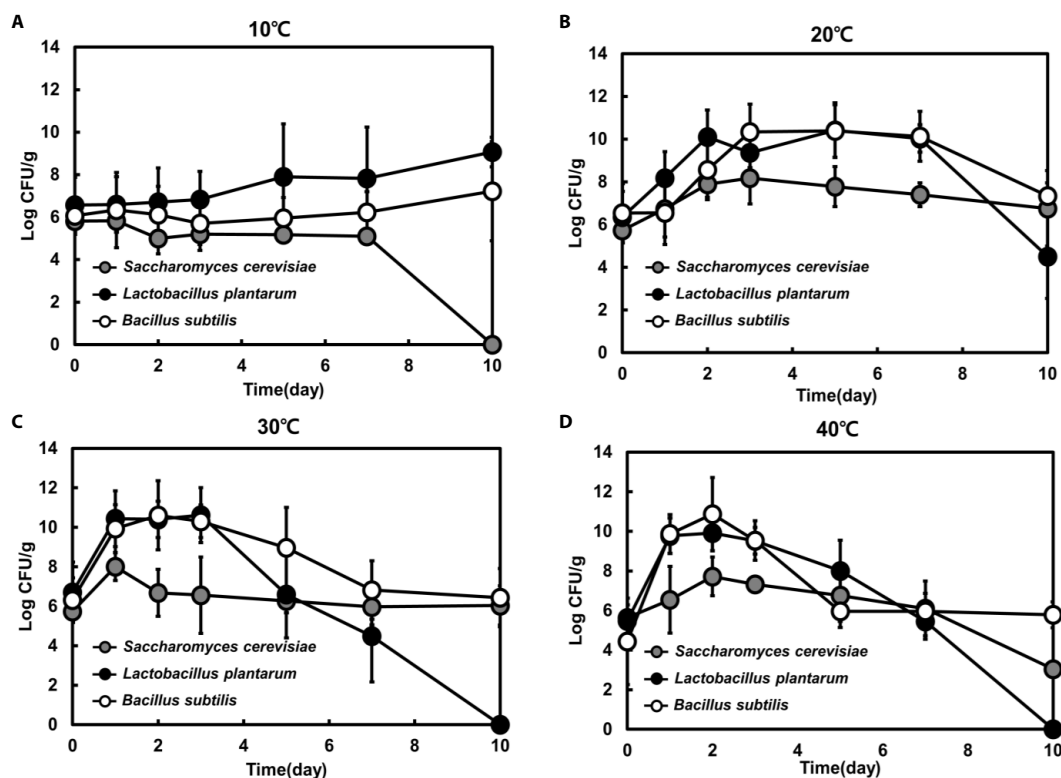 A
10℃
Log CFU/g
14
12
10
8
6
4
2
0
Saccharomyces cerevisiae
Lactobacillus plantarum
Bacillus subtilis
0 2 4 6 8 10
Time(day)
B
20℃
Log CFU/g
14
12
10
8
6
4
2
0
Saccharomyces cerevisiae
Lactobacillus plantarum
Bacillus subtilis
0 2 4 6 8 10
Time(day)
C
30℃
Log CFU/g
14
12
10
8
6
4
2
0
Saccharomyces cerevisiae
Lactobacillus plantarum
Bacillus subtilis
0 2 4 6 8 10
Time(day)
D
40℃
Log CFU/g
14
12
10
8
6
4
2
0
Saccharomyces cerevisiae
Lactobacillus plantarum
Bacillus subtilis
0 2 4 6 8 10
Time(day)